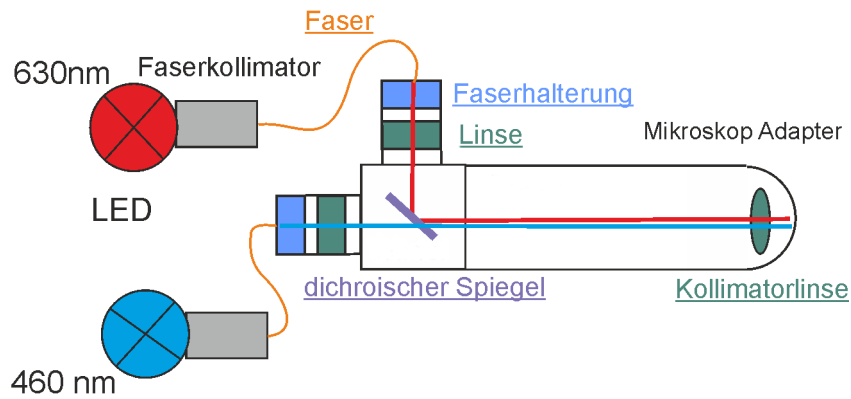 Faser
630nm
Faserkollimator
Faserhalterung
Linse
Mikroskop Adapter
LED
dichroischer Spiegel
Kollimatorlinse
460 nm